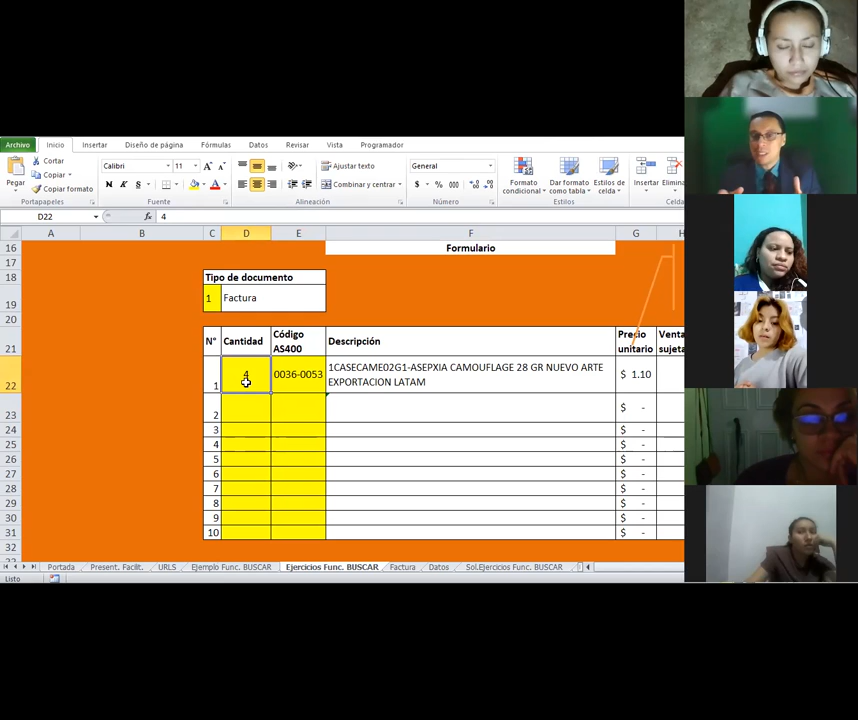 Archivo Inicio Insertar Diseño de página Fórmulas Datos Revisar Vista Programador
Cortar
Copiar
Copiar formato
Pegar
Portapapeles
Calibri 11 A A
N K S A
Fuente
Ajustar texto
Combinar y centrar
Alineación
General
$ % 000
Número
Formato condicional
Dar formato como tabla
Estilos de celda
Estilos
Insertar Elimina
Celda
D22 fx 4
A B C D E F G H
16 Formulario
17
18 Tipo de documento
19 1 Factura
20
21 N° Cantidad Código AS400 Descripción Precio unitario Venta sujeta
22 1 4 0036-0053 1CASECAME02G1-ASEPXIA CAMOUFLAGE 28 GR NUEVO ARTE EXPORTACION LATAM $ 1.10
23 2 $ -
24 3 $ -
25 4 $ -
26 5 $ -
27 6 $ -
28 7 $ -
29 8 $ -
30 9 $ -
31 10 $ -
32
Portada Present. Facilit. URLS Ejemplo Func. BUSCAR Ejercicios Func. BUSCAR Factura Datos Sol.Ejercicios Func. BUSCAR
Listo